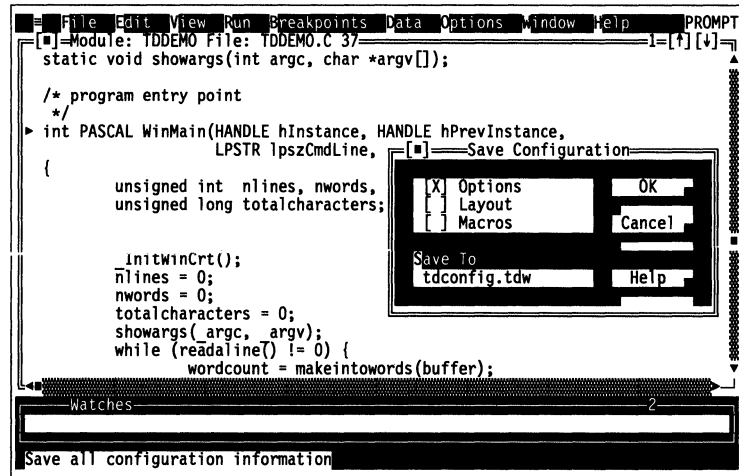 ≡ File Edit View Run Breakpoints Data Options Window Help PROMPT
[■]=Module: TDDEMO File: TDDEMO.C 37 1=[↑][↓]
static void showargs(int argc, char *argv[]);
/* program entry point
*/
► int PASCAL WinMain(HANDLE hInstance, HANDLE hPrevInstance,
LPSTR lpszCmdLine,
{
unsigned int nlines, nwords,
unsigned long totalcharacters;
_InitWinCrt();
nlines = 0;
nwords = 0;
totalcharacters = 0;
showargs(_argc, _argv);
while (readaline() != 0) {
wordcount = makeintowords(buffer);
[■] Save Configuration
[X] Options OK
[ ] Layout
[ ] Macros Cancel
Save To
tdconfig.tdw Help
Watches 2
Save all configuration information